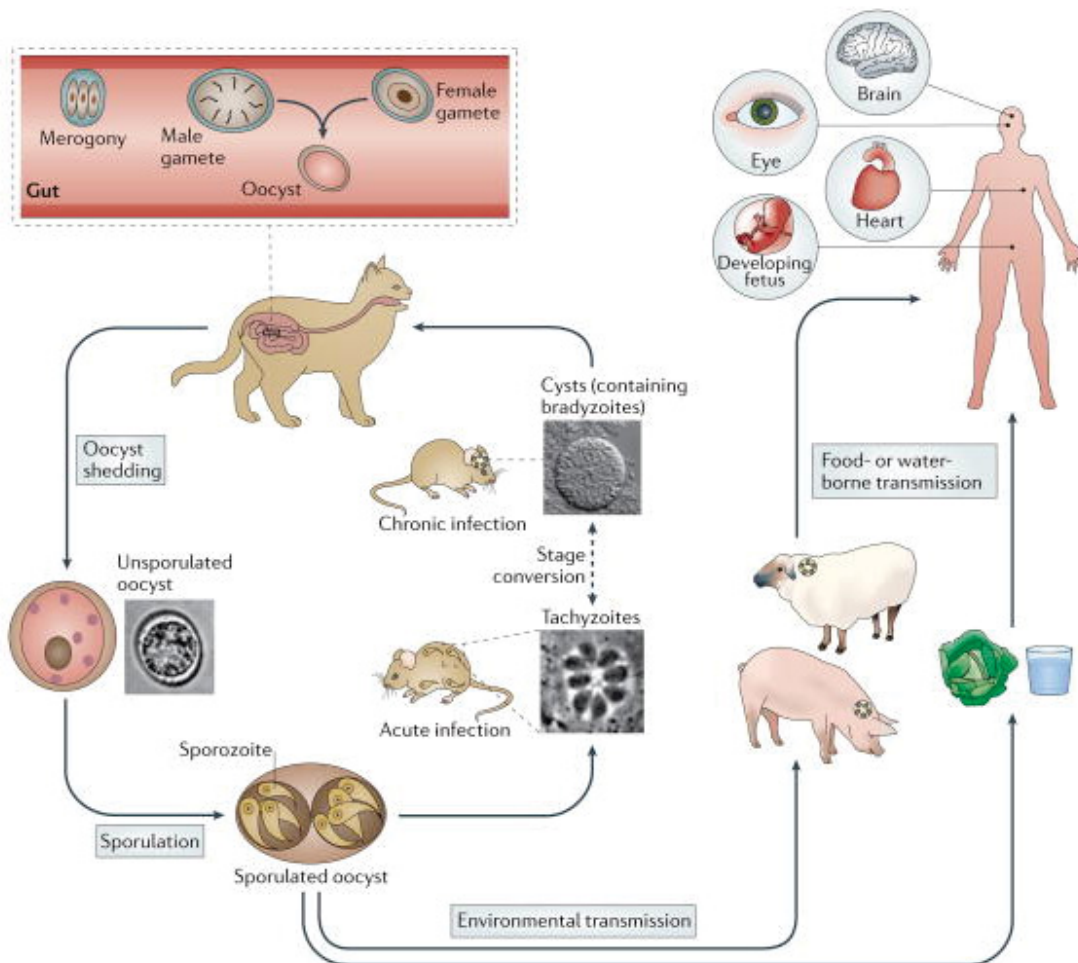 Merogony
Male
gamete
Female
gamete
Oocyst
Gut
Brain
Eye
Heart
Developing
fetus
Cysts (containing
bradyzoites)
Oocyst
shedding
Chronic infection
Food- or water-
borne transmission
Unsporulated
oocyst
Stage
conversion
Tachyzoites
Acute infection
Sporozoite
Sporulation
Sporulated oocyst
Environmental transmission